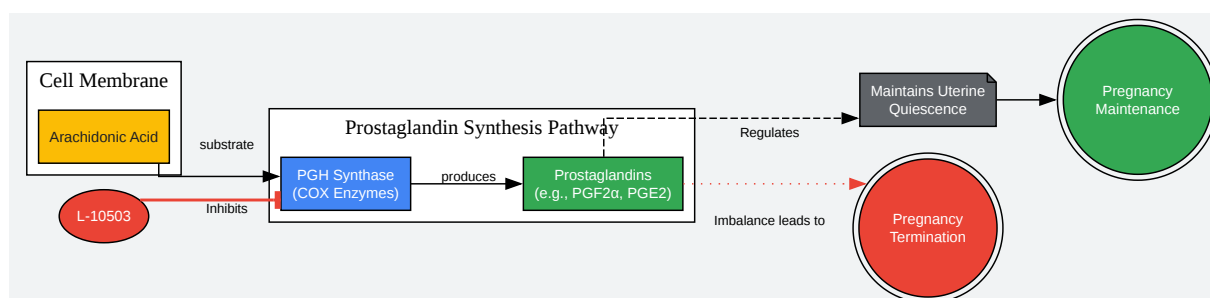 Cell Membrane
Arachidonic Acid
substrate
L-10503
Inhibits
Prostaglandin Synthesis Pathway
PGH Synthase
(COX Enzymes)
produces
Prostaglandins
(e.g., PGF2α, PGE2)
Regulates
Maintains Uterine
Quiescence
Pregnancy
Maintenance
Imbalance leads to
Pregnancy
Termination